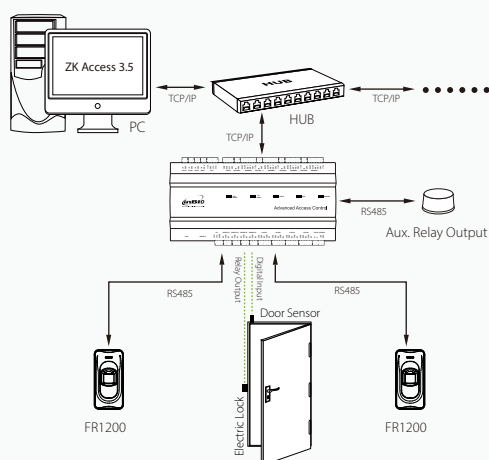 ZK Access 3.5
PC
TCP/IP
HUB
HUB
TCP/IP
TCP/IP
Advanced Access Control
RS485
Aux. Relay Output
RS485
Relay Output
Digital Input
RS485
Door Sensor
Electric Lock
FR1200
FR1200